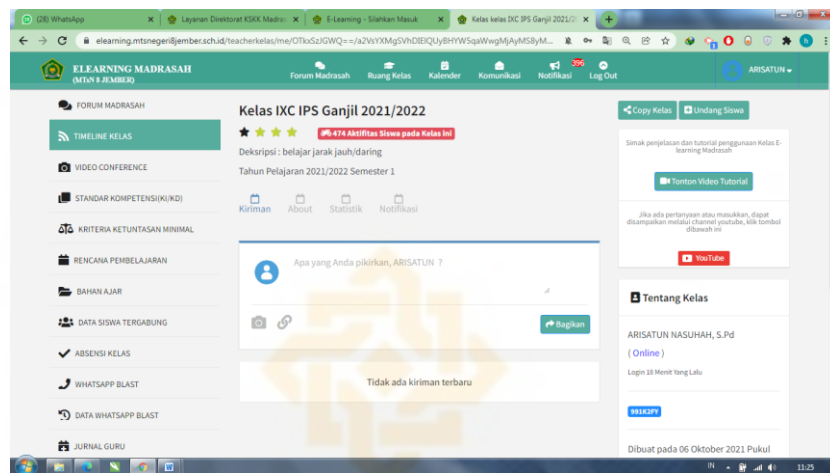 (28) WhatsApp
Layanan Direktorat KSKK Madra
E-Learning - Silahkan Masuk
Kelas kelas IXC IPS Ganjil 2021/2
elearning.mtsnegeri8jember.sch.id/teacherkelas/me/
ELEARNING MADRASAH
(MTsN 8 JEMBER)
Forum Madrasah
Ruang Kelas
Kalender
Komunikasi
396
Notifikasi
Log Out
ARISATUN
FORUM MADRASAH
TIMELINE KELAS
VIDEO CONFERENCE
STANDAR KOMPETENSI(KI/KD)
KRITERIA KETUNTASAN MINIMAL
RENCANA PEMBELAJARAN
BAHAN AJAR
DATA SISWA TERGABUNG
ABSENSI KELAS
WHATSAPP BLAST
DATA WHATSAPP BLAST
JURNAL GURU
Kelas IXC IPS Ganjil 2021/2022
474 Aktifitas Siswa pada Kelas ini
Deksripsi : belajar jarak jauh/daring
Tahun Pelajaran 2021/2022 Semester 1
Kiriman
About
Statistik
Notifikasi
Apa yang Anda pikirkan, ARISATUN ?
Bagikan
Tidak ada kiriman terbaru
Copy Kelas
Undang Siswa
Simak penjelasan dan tutorial penggunaan Kelas E-
learning Madrasah
Tonton Video Tutorial
Jika ada pertanyaan atau masukkan, dapat
disampaikan melalui channel youtube, klik tombol
dibawah ini
YouTube
Tentang Kelas
ARISATUN NASUHAH, S.Pd
( Online )
Login 18 Menit Yang Lalu
991K2FY
Dibuat pada 06 Oktober 2021 Pukul
IN
11:25